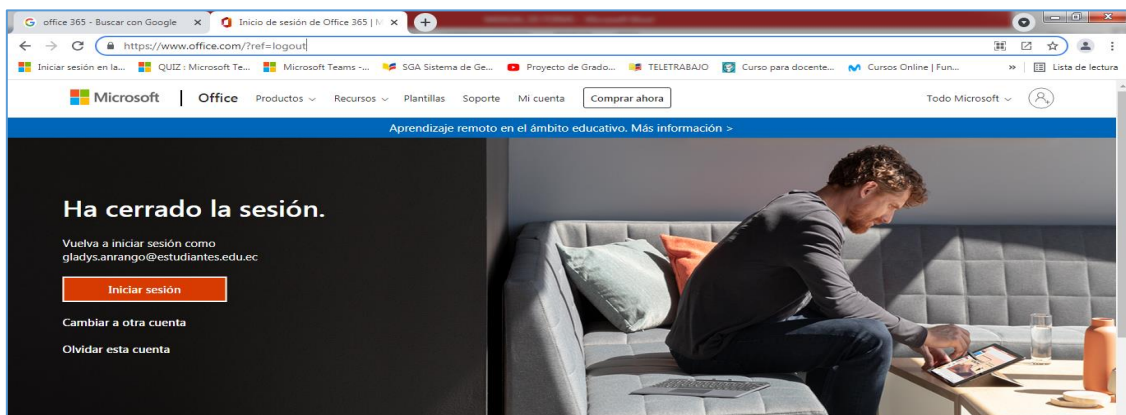 office 365 - Buscar con Google
Inicio de sesión de Office 365 | M
https://www.office.com/?ref=logout
Iniciar sesión en la... QUIZ : Microsoft Te... Microsoft Teams -... SGA Sistema de Ge... Proyecto de Grado... TELETRABAJO Curso para docente... Cursos Online | Fun... » Lista de lectura
Microsoft | Office Productos Recursos Plantillas Soporte Mi cuenta Comprar ahora Todo Microsoft
Aprendizaje remoto en el ámbito educativo. Más información >
Ha cerrado la sesión.
Vuelva a iniciar sesión como
gladys.anrango@estudiantes.edu.ec
Iniciar sesión
Cambiar a otra cuenta
Olvidar esta cuenta